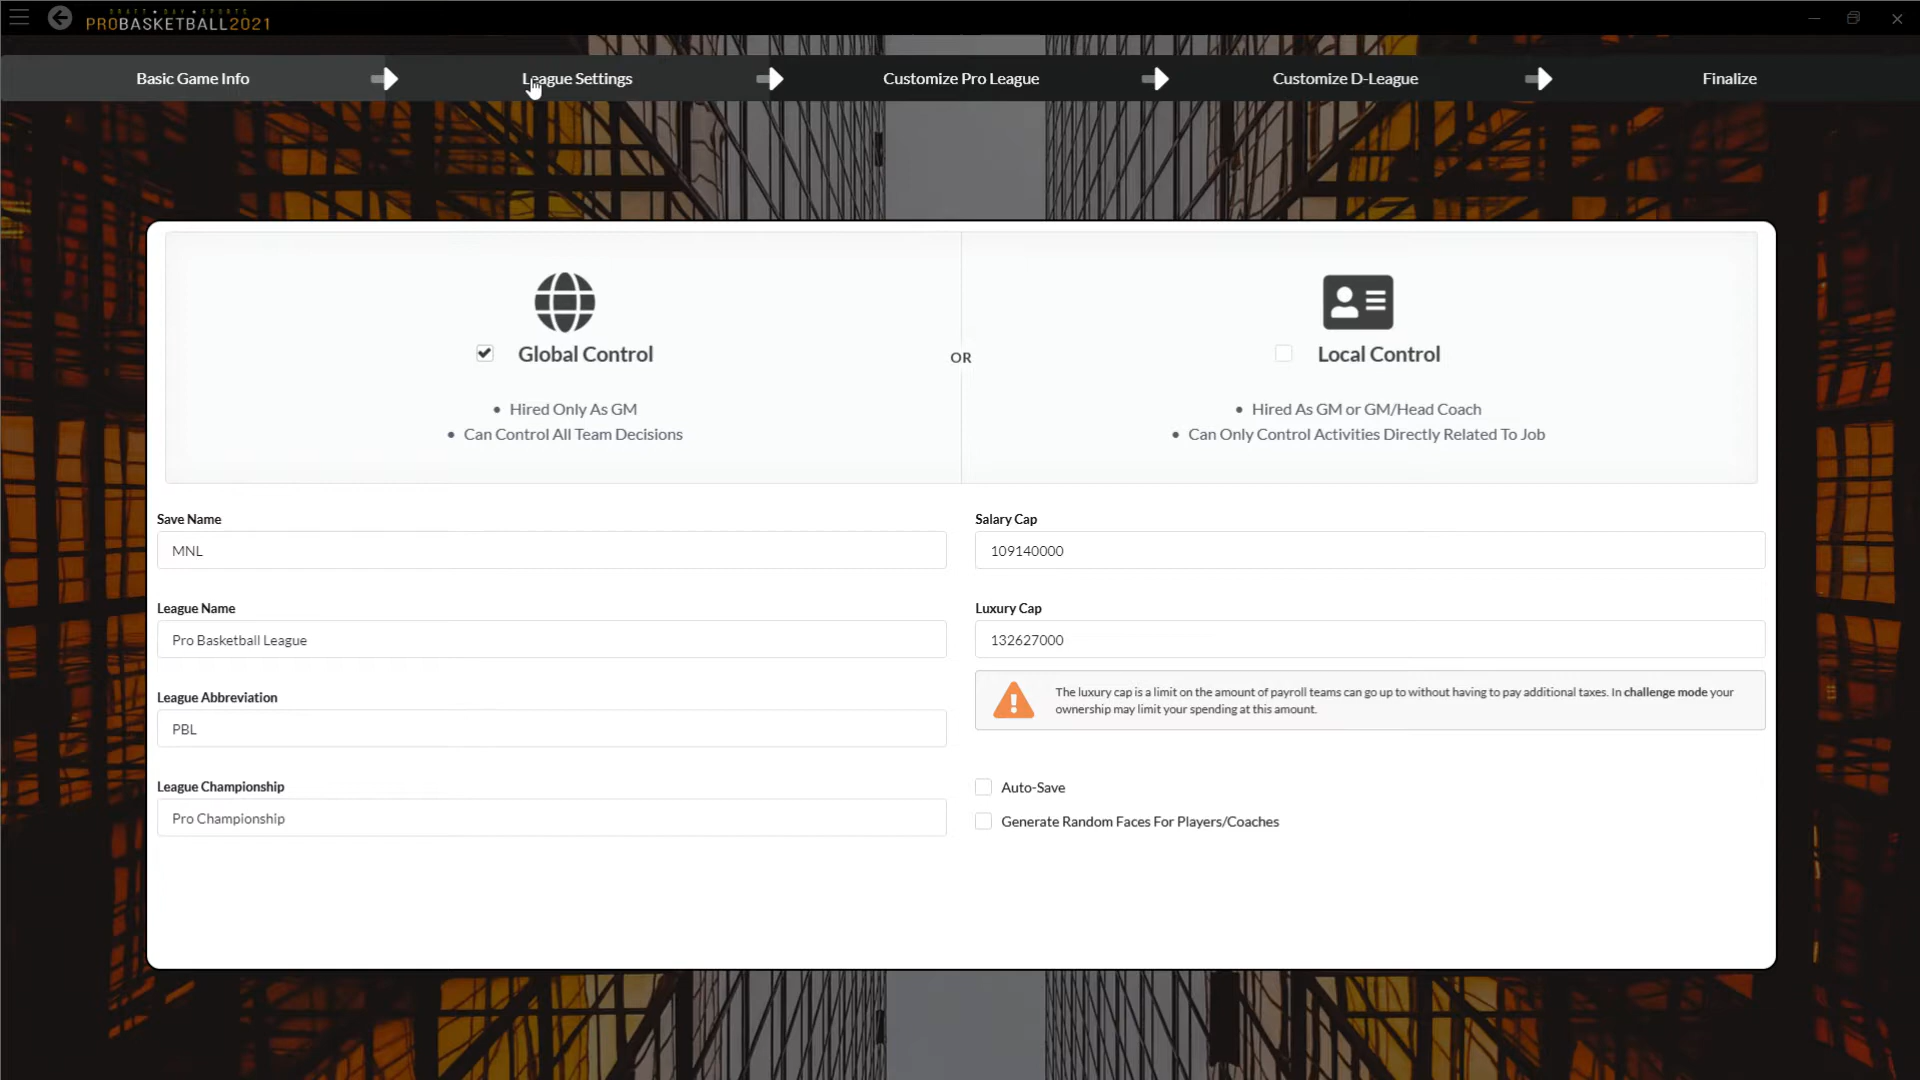 DRAFT • DAY • SPORTS
PROBASKETBALL2021
Basic Game Info
League Settings
Customize Pro League
Customize D-League
Finalize
Global Control
• Hired Only As GM
• Can Control All Team Decisions
OR
Local Control
• Hired As GM or GM/Head Coach
• Can Only Control Activities Directly Related To Job
Save Name
MNL
League Name
Pro Basketball League
League Abbreviation
PBL
League Championship
Pro Championship
Salary Cap
109140000
Luxury Cap
132627000
The luxury cap is a limit on the amount of payroll teams can go up to without having to pay additional taxes. In challenge mode your
ownership may limit your spending at this amount.
Auto-Save
Generate Random Faces For Players/Coaches